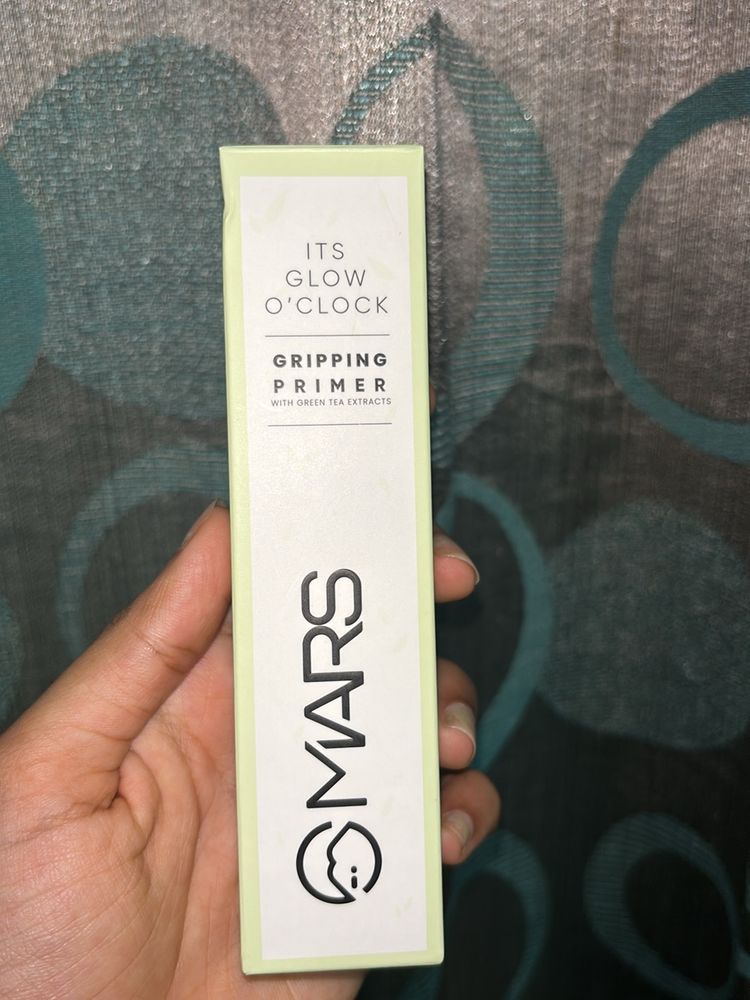 ITS
GLOW
O'CLOCK
GRIPPING
PRIMER
WITH GREEN TEA EXTRACTS
MARS